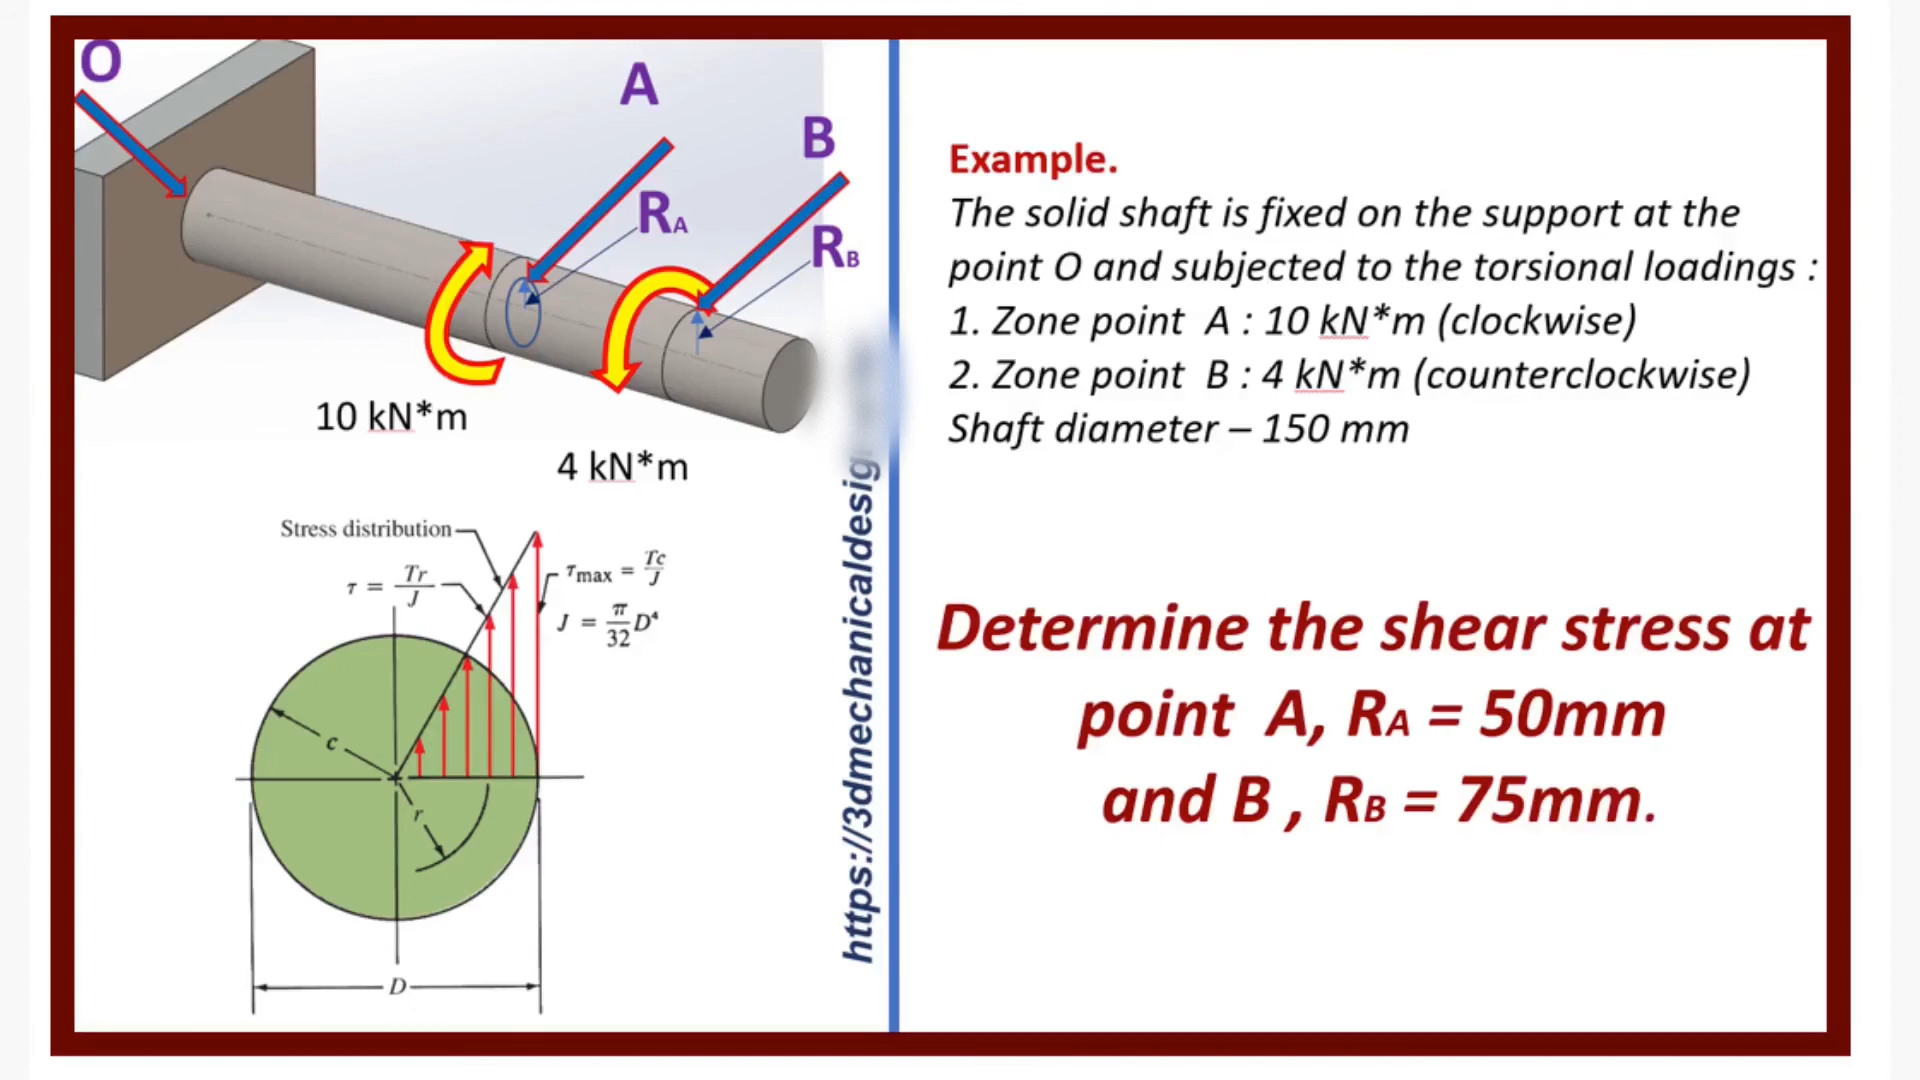 O
A
B
RA
RB
10 kN*m
4 kN*m
Stress distribution
τ = Tr/J
τmax = Tc/J
J = π/32 D⁴
c
r
D
https://3dmechanicaldesig
Example.
The solid shaft is fixed on the support at the
point O and subjected to the torsional loadings :
1. Zone point A : 10 kN*m (clockwise)
2. Zone point B : 4 kN*m (counterclockwise)
Shaft diameter – 150 mm
Determine the shear stress at
point A, RA = 50mm
and B , RB = 75mm.